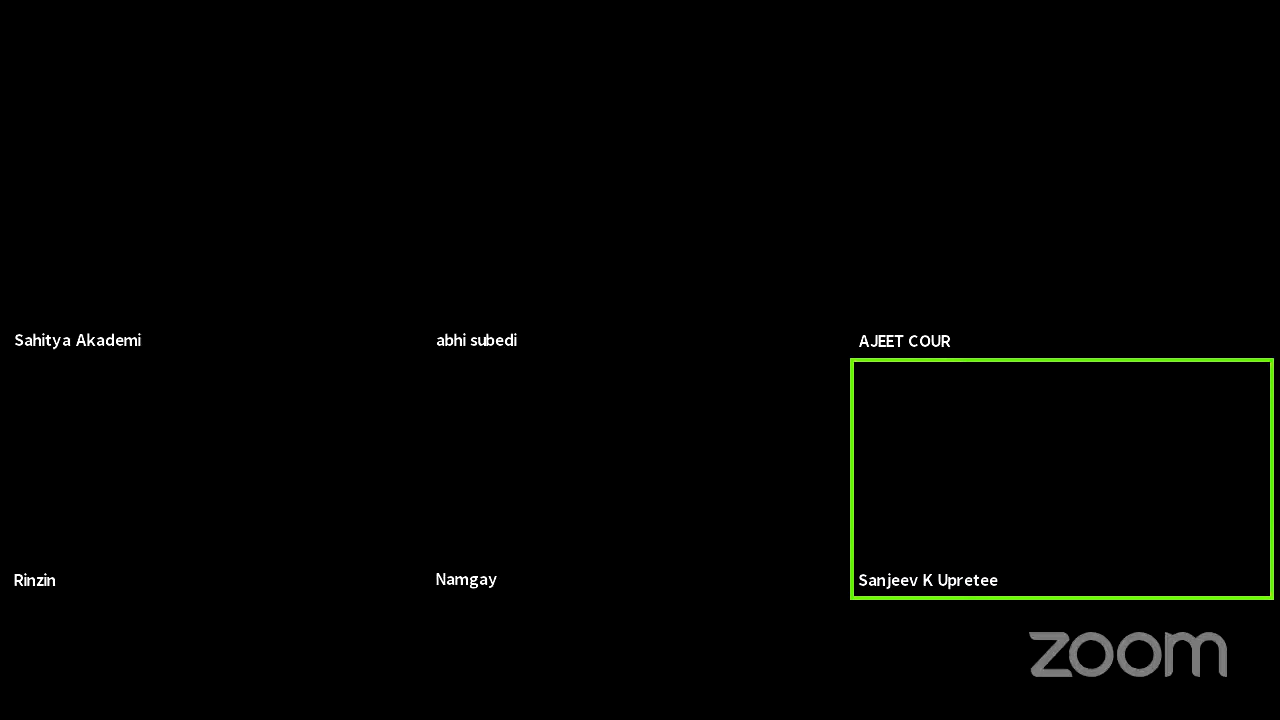 Sahitya Akademi
abhi subedi
AJEET COUR
Rinzin
Namgay
Sanjeev K Upretee
zoom